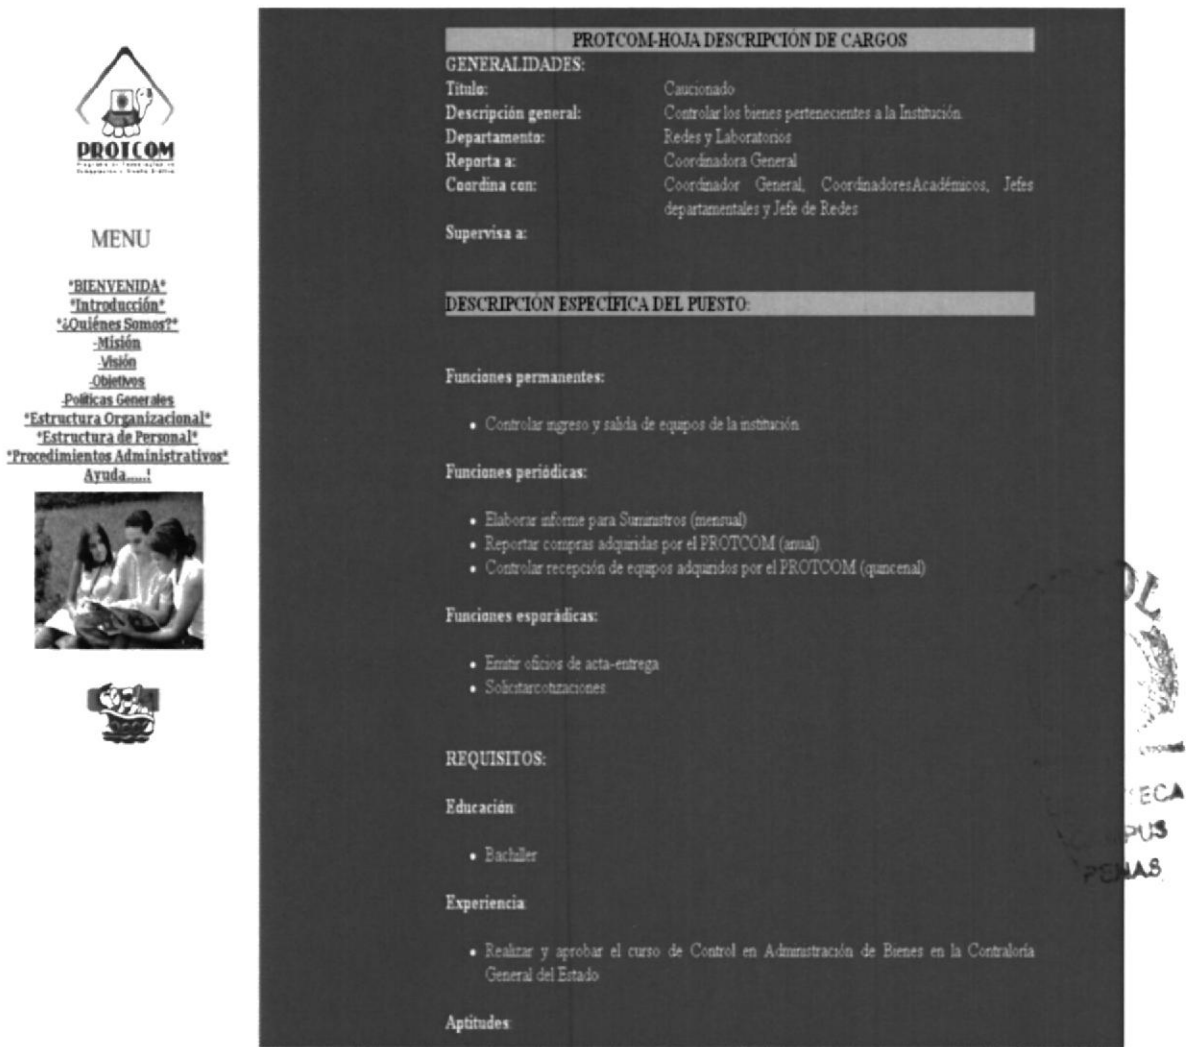 PROTCOM
MENU
*BIENVENIDA*
*Introducción*
*¿Quiénes Somos?*
-Misión
-Visión
-Objetivos
-Políticas Generales
*Estructura Organizacional*
*Estructura de Personal*
*Procedimientos Administrativos*
Ayuda.....!
PROTCOM-HOJA DESCRIPCIÓN DE CARGOS
GENERALIDADES:
Título: Caucionado
Descripción general: Controlar los bienes pertenecientes a la Institución.
Departamento: Redes y Laboratorios
Reporta a: Coordinadora General
Coordina con: Coordinador General, CoordinadoresAcadémicos, Jefes
departamentales y Jefe de Redes
Supervisa a:
DESCRIPCIÓN ESPECÍFICA DEL PUESTO:
Funciones permanentes:
• Controlar ingreso y salida de equipos de la institución
Funciones periódicas:
• Elaborar informe para Suministros (mensual)
• Reportar compras adquiridas por el PROTCOM (anual).
• Controlar recepción de equipos adquiridos por el PROTCOM (quincenal)
Funciones esporádicas:
• Emitir oficios de acta-entrega
• Solicitarcotizaciones
REQUISITOS:
Educación:
• Bachiller
Experiencia:
• Realizar y aprobar el curso de Control en Administración de Bienes en la Contraloría
General del Estado
Aptitudes: